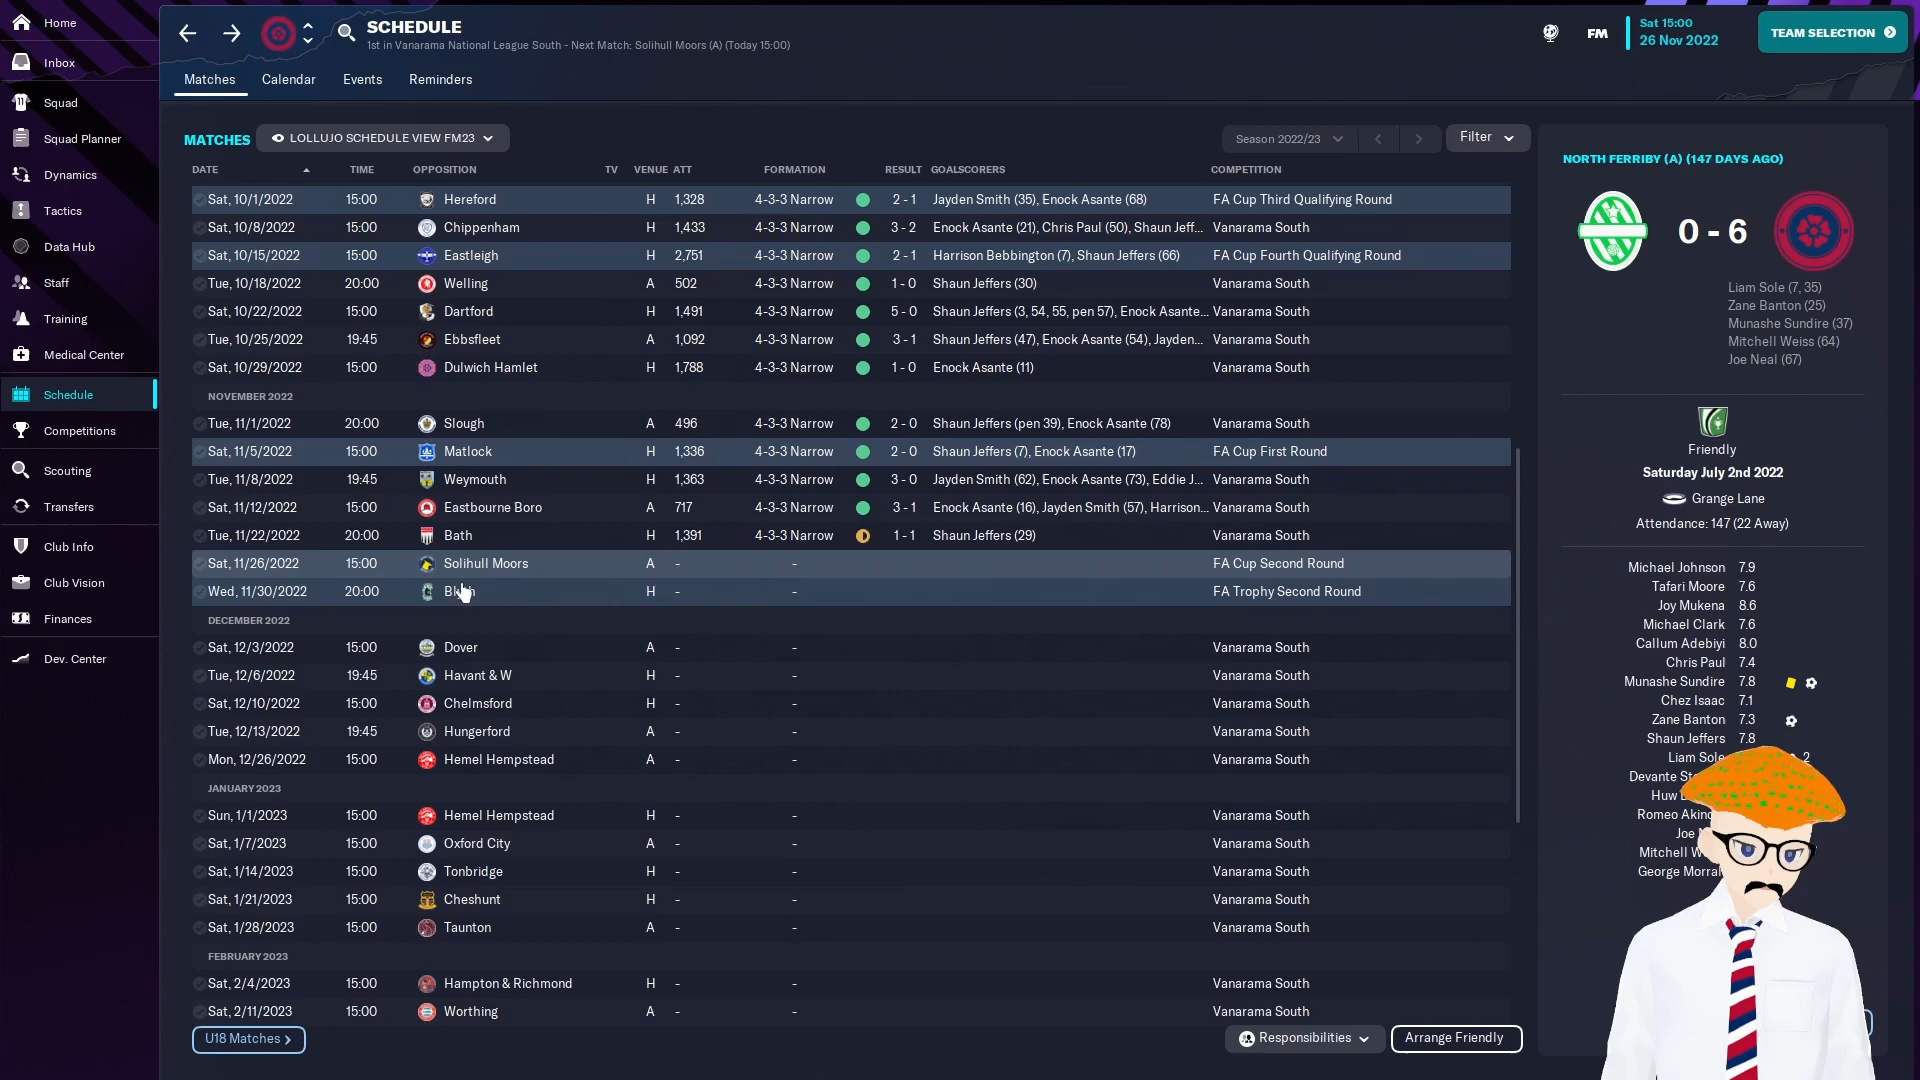 Home
Inbox
Squad
Squad Planner
Dynamics
Tactics
Data Hub
Staff
Training
Medical Center
Schedule
Competitions
Scouting
Transfers
Club Info
Club Vision
Finances
Dev. Center
SCHEDULE
1st in Vanarama National League South - Next Match: Solihull Moors (A) (Today 15:00)
FM
Sat 15:00
26 Nov 2022
TEAM SELECTION
Matches Calendar Events Reminders
MATCHES LOLLUJO SCHEDULE VIEW FM23 Season 2022/23 Filter
DATE TIME OPPOSITION TV VENUE ATT FORMATION RESULT GOALSCORERS COMPETITION
Sat, 10/1/2022 15:00 Hereford H 1,328 4-3-3 Narrow 2 - 1 Jayden Smith (35), Enock Asante (68) FA Cup Third Qualifying Round
Sat, 10/8/2022 15:00 Chippenham H 1,433 4-3-3 Narrow 3 - 2 Enock Asante (21), Chris Paul (50), Shaun Jeff... Vanarama South
Sat, 10/15/2022 15:00 Eastleigh H 2,751 4-3-3 Narrow 2 - 1 Harrison Bebbington (7), Shaun Jeffers (66) FA Cup Fourth Qualifying Round
Tue, 10/18/2022 20:00 Welling A 502 4-3-3 Narrow 1 - 0 Shaun Jeffers (30) Vanarama South
Sat, 10/22/2022 15:00 Dartford H 1,491 4-3-3 Narrow 5 - 0 Shaun Jeffers (3, 54, 55, pen 57), Enock Asante... Vanarama South
Tue, 10/25/2022 19:45 Ebbsfleet A 1,092 4-3-3 Narrow 3 - 1 Shaun Jeffers (47), Enock Asante (54), Jayden... Vanarama South
Sat, 10/29/2022 15:00 Dulwich Hamlet H 1,788 4-3-3 Narrow 1 - 0 Enock Asante (11) Vanarama South
NOVEMBER 2022
Tue, 11/1/2022 20:00 Slough A 496 4-3-3 Narrow 2 - 0 Shaun Jeffers (pen 39), Enock Asante (78) Vanarama South
Sat, 11/5/2022 15:00 Matlock H 1,336 4-3-3 Narrow 2 - 0 Shaun Jeffers (7), Enock Asante (17) FA Cup First Round
Tue, 11/8/2022 19:45 Weymouth H 1,363 4-3-3 Narrow 3 - 0 Jayden Smith (62), Enock Asante (73), Eddie J... Vanarama South
Sat, 11/12/2022 15:00 Eastbourne Boro A 717 4-3-3 Narrow 3 - 1 Enock Asante (16), Jayden Smith (57), Harrison... Vanarama South
Tue, 11/22/2022 20:00 Bath H 1,391 4-3-3 Narrow 1 - 1 Shaun Jeffers (29) Vanarama South
Sat, 11/26/2022 15:00 Solihull Moors A - - FA Cup Second Round
Wed, 11/30/2022 20:00 H - - FA Trophy Second Round
DECEMBER 2022
Sat, 12/3/2022 15:00 Dover A - - Vanarama South
Tue, 12/6/2022 19:45 Havant & W H - - Vanarama South
Sat, 12/10/2022 15:00 Chelmsford H - - Vanarama South
Tue, 12/13/2022 19:45 Hungerford A - - Vanarama South
Mon, 12/26/2022 15:00 Hemel Hempstead A - - Vanarama South
JANUARY 2023
Sun, 1/1/2023 15:00 Hemel Hempstead H - - Vanarama South
Sat, 1/7/2023 15:00 Oxford City A - - Vanarama South
Sat, 1/14/2023 15:00 Tonbridge H - - Vanarama South
Sat, 1/21/2023 15:00 Cheshunt H - - Vanarama South
Sat, 1/28/2023 15:00 Taunton A - - Vanarama South
FEBRUARY 2023
Sat, 2/4/2023 15:00 Hampton & Richmond H - - Vanarama South
Sat, 2/11/2023 15:00 Worthing A - - Vanarama South
U18 Matches Responsibilities Arrange Friendly
NORTH FERRIBY (A) (147 DAYS AGO)
0 - 6
Liam Sole (7, 35)
Zane Banton (25)
Munashe Sundire (37)
Mitchell Weiss (64)
Joe Neal (67)
Friendly
Saturday July 2nd 2022
Grange Lane
Attendance: 147 (22 Away)
Michael Johnson 7.9
Tafari Moore 7.6
Joy Mukena 8.6
Michael Clark 7.6
Callum Adebiyi 8.0
Chris Paul 7.4
Munashe Sundire 7.8
Chez Isaac 7.1
Zane Banton 7.3
Shaun Jeffers 7.8
Liam Sole 2
Devante
Huw
Romeo
Joe
Mitchell
George